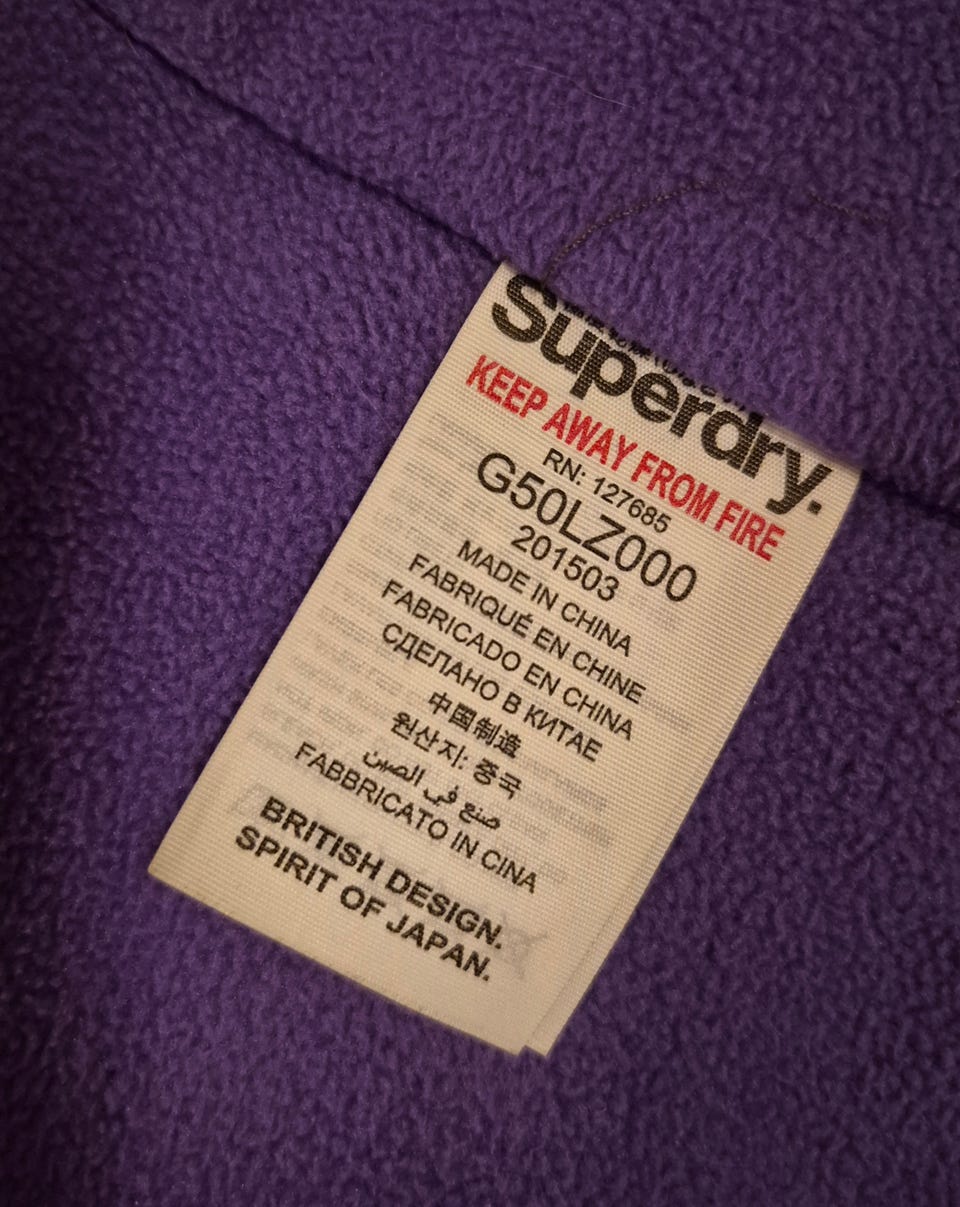 Superdry.
KEEP AWAY FROM FIRE
RN: 127685
G50LZ000
201503
MADE IN CHINA
FABRIQUÉ EN CHINE
FABRICADO EN CHINA
СДЕЛАНО В КИТАЕ
中国制造
원산지: 중국
صنع في الصين
FABBRICATO IN CINA
BRITISH DESIGN.
SPIRIT OF JAPAN.